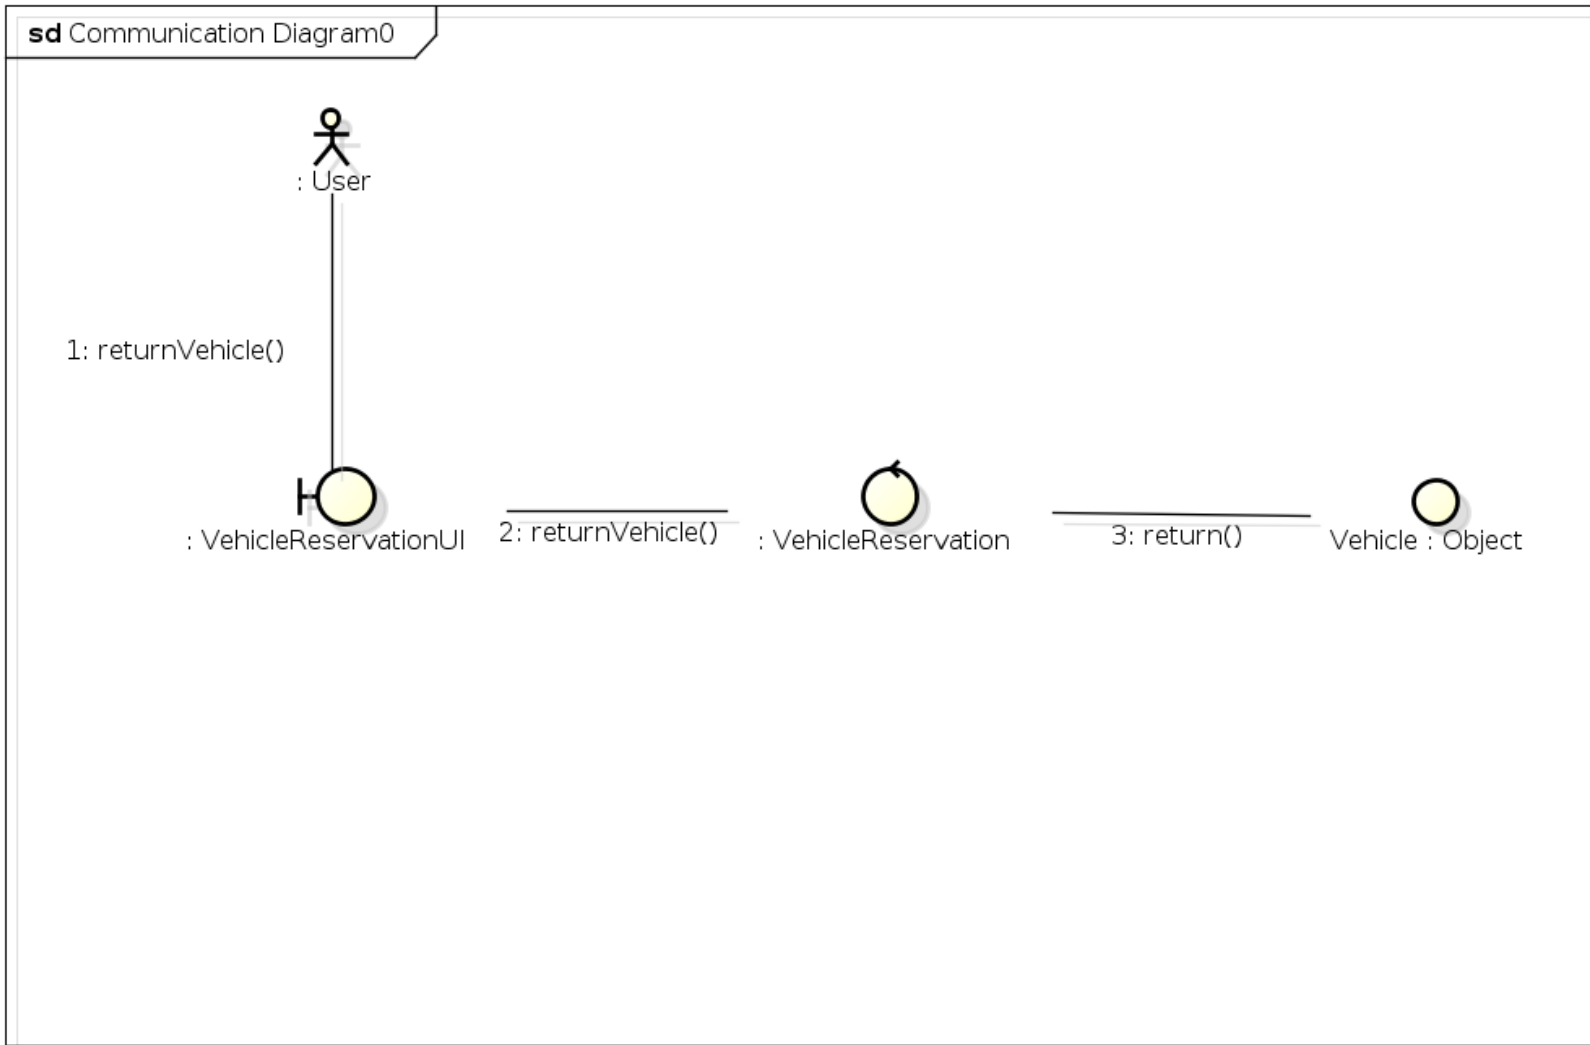 sd Communication Diagram0
: User
1: returnVehicle()
: VehicleReservationUI
2: returnVehicle()
: VehicleReservation
3: return()
Vehicle : Object